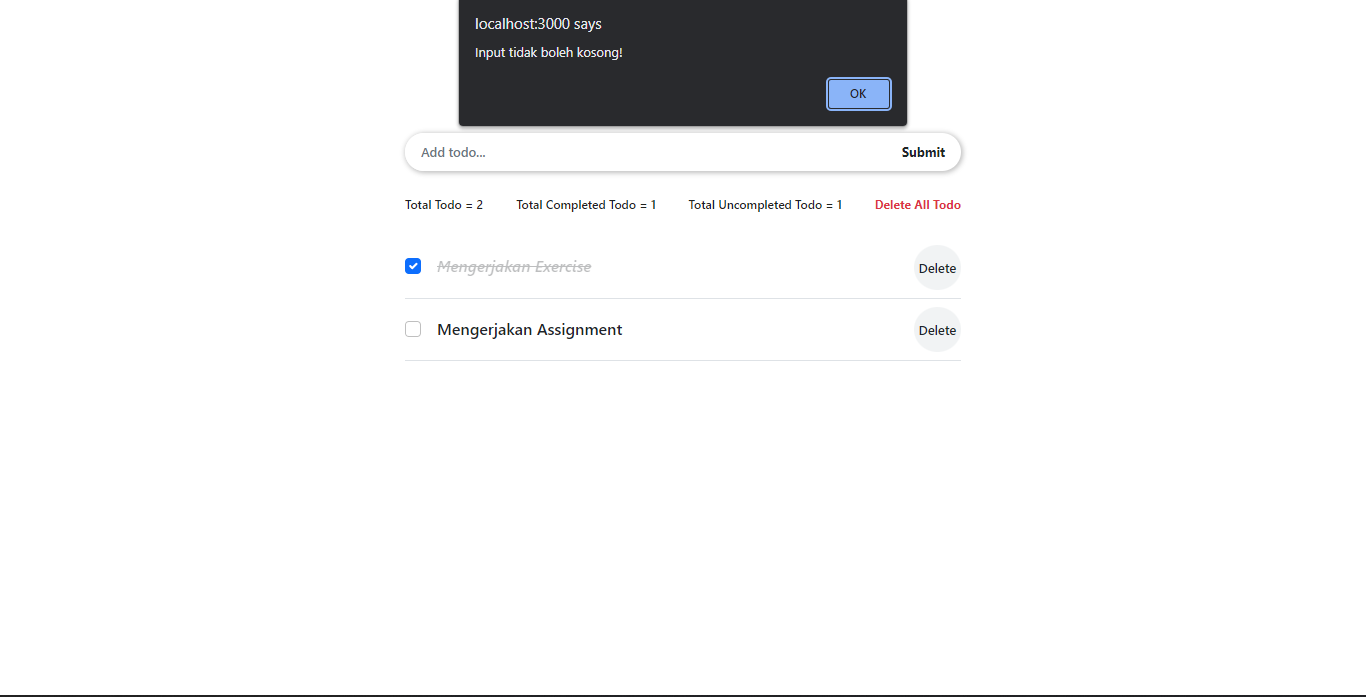 localhost:3000 says
Input tidak boleh kosong!
OK
Add todo... Submit
Total Todo = 2 Total Completed Todo = 1 Total Uncompleted Todo = 1 Delete All Todo
Mengerjakan Exercise Delete
Mengerjakan Assignment Delete